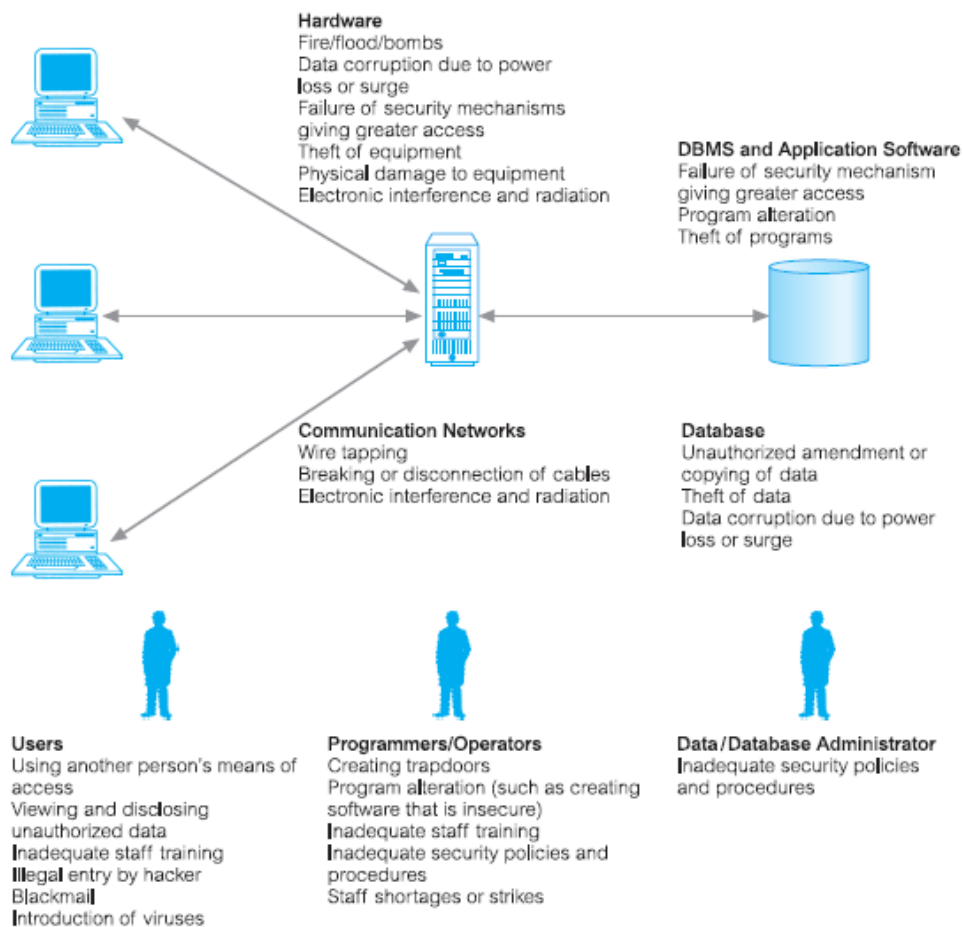 Hardware
Fire/flood/bombs
Data corruption due to power
loss or surge
Failure of security mechanisms
giving greater access
Theft of equipment
Physical damage to equipment
Electronic interference and radiation
DBMS and Application Software
Failure of security mechanism
giving greater access
Program alteration
Theft of programs
Communication Networks
Wire tapping
Breaking or disconnection of cables
Electronic interference and radiation
Database
Unauthorized amendment or
copying of data
Theft of data
Data corruption due to power
loss or surge
Users
Using another person's means of
access
Viewing and disclosing
unauthorized data
Inadequate staff training
Illegal entry by hacker
Blackmail
Introduction of viruses
Programmers/Operators
Creating trapdoors
Program alteration (such as creating
software that is insecure)
Inadequate staff training
Inadequate security policies and
procedures
Staff shortages or strikes
Data/Database Administrator
Inadequate security policies
and procedures